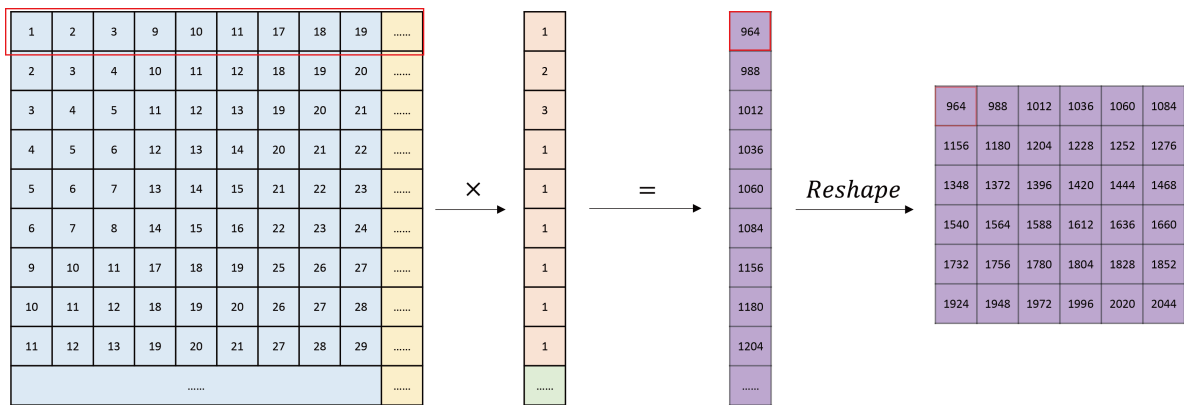 1 2 3 9 10 11 17 18 19 ......
2 3 4 10 11 12 18 19 20 ......
3 4 5 11 12 13 19 20 21 ......
4 5 6 12 13 14 20 21 22 ......
5 6 7 13 14 15 21 22 23 ......
6 7 8 14 15 16 22 23 24 ......
9 10 11 17 18 19 25 26 27 ......
10 11 12 18 19 20 26 27 28 ......
11 12 13 19 20 21 27 28 29 ......
...... ......
×
1
2
3
1
1
1
1
1
1
......
=
964
988
1012
1036
1060
1084
1156
1180
1204
......
Reshape
964 988 1012 1036 1060 1084
1156 1180 1204 1228 1252 1276
1348 1372 1396 1420 1444 1468
1540 1564 1588 1612 1636 1660
1732 1756 1780 1804 1828 1852
1924 1948 1972 1996 2020 2044